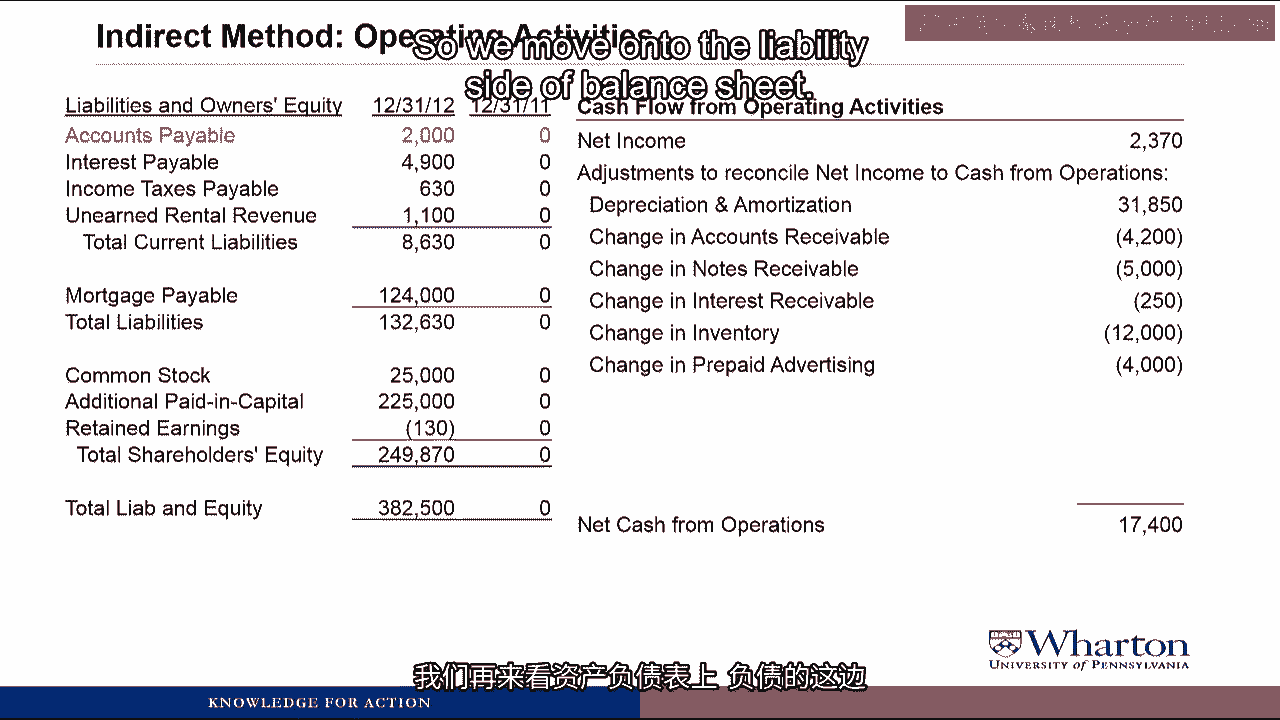 Indirect Method: Operating Activities
So we move onto the liability
side of balance sheet.
Liabilities and Owners' Equity 12/31/12 12/31/11
Accounts Payable 2,000 0
Interest Payable 4,900 0
Income Taxes Payable 630 0
Unearned Rental Revenue 1,100 0
Total Current Liabilities 8,630 0
Mortgage Payable 124,000 0
Total Liabilities 132,630 0
Common Stock 25,000 0
Additional Paid-in-Capital 225,000 0
Retained Earnings (130) 0
Total Shareholders' Equity 249,870 0
Total Liab and Equity 382,500 0
Cash Flow from Operating Activities
Net Income 2,370
Adjustments to reconcile Net Income to Cash from Operations:
Depreciation & Amortization 31,850
Change in Accounts Receivable (4,200)
Change in Notes Receivable (5,000)
Change in Interest Receivable (250)
Change in Inventory (12,000)
Change in Prepaid Advertising (4,000)
Net Cash from Operations 17,400
Wharton
UNIVERSITY of PENNSYLVANIA
我们再来看资产负债表上 负债的这边
KNOWLEDGE FOR ACTION